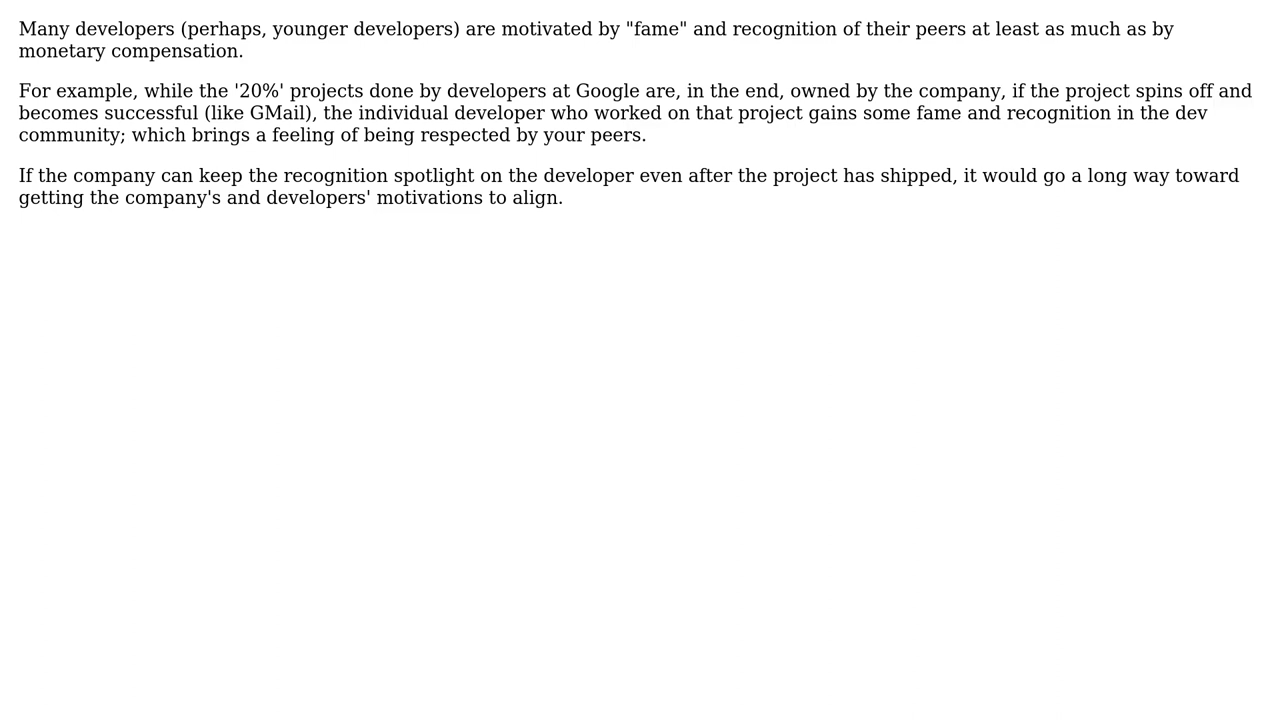 Many developers (perhaps, younger developers) are motivated by "fame" and recognition of their peers at least as much as by
monetary compensation.
For example, while the '20%' projects done by developers at Google are, in the end, owned by the company, if the project spins off and
becomes successful (like GMail), the individual developer who worked on that project gains some fame and recognition in the dev
community; which brings a feeling of being respected by your peers.
If the company can keep the recognition spotlight on the developer even after the project has shipped, it would go a long way toward
getting the company's and developers' motivations to align.